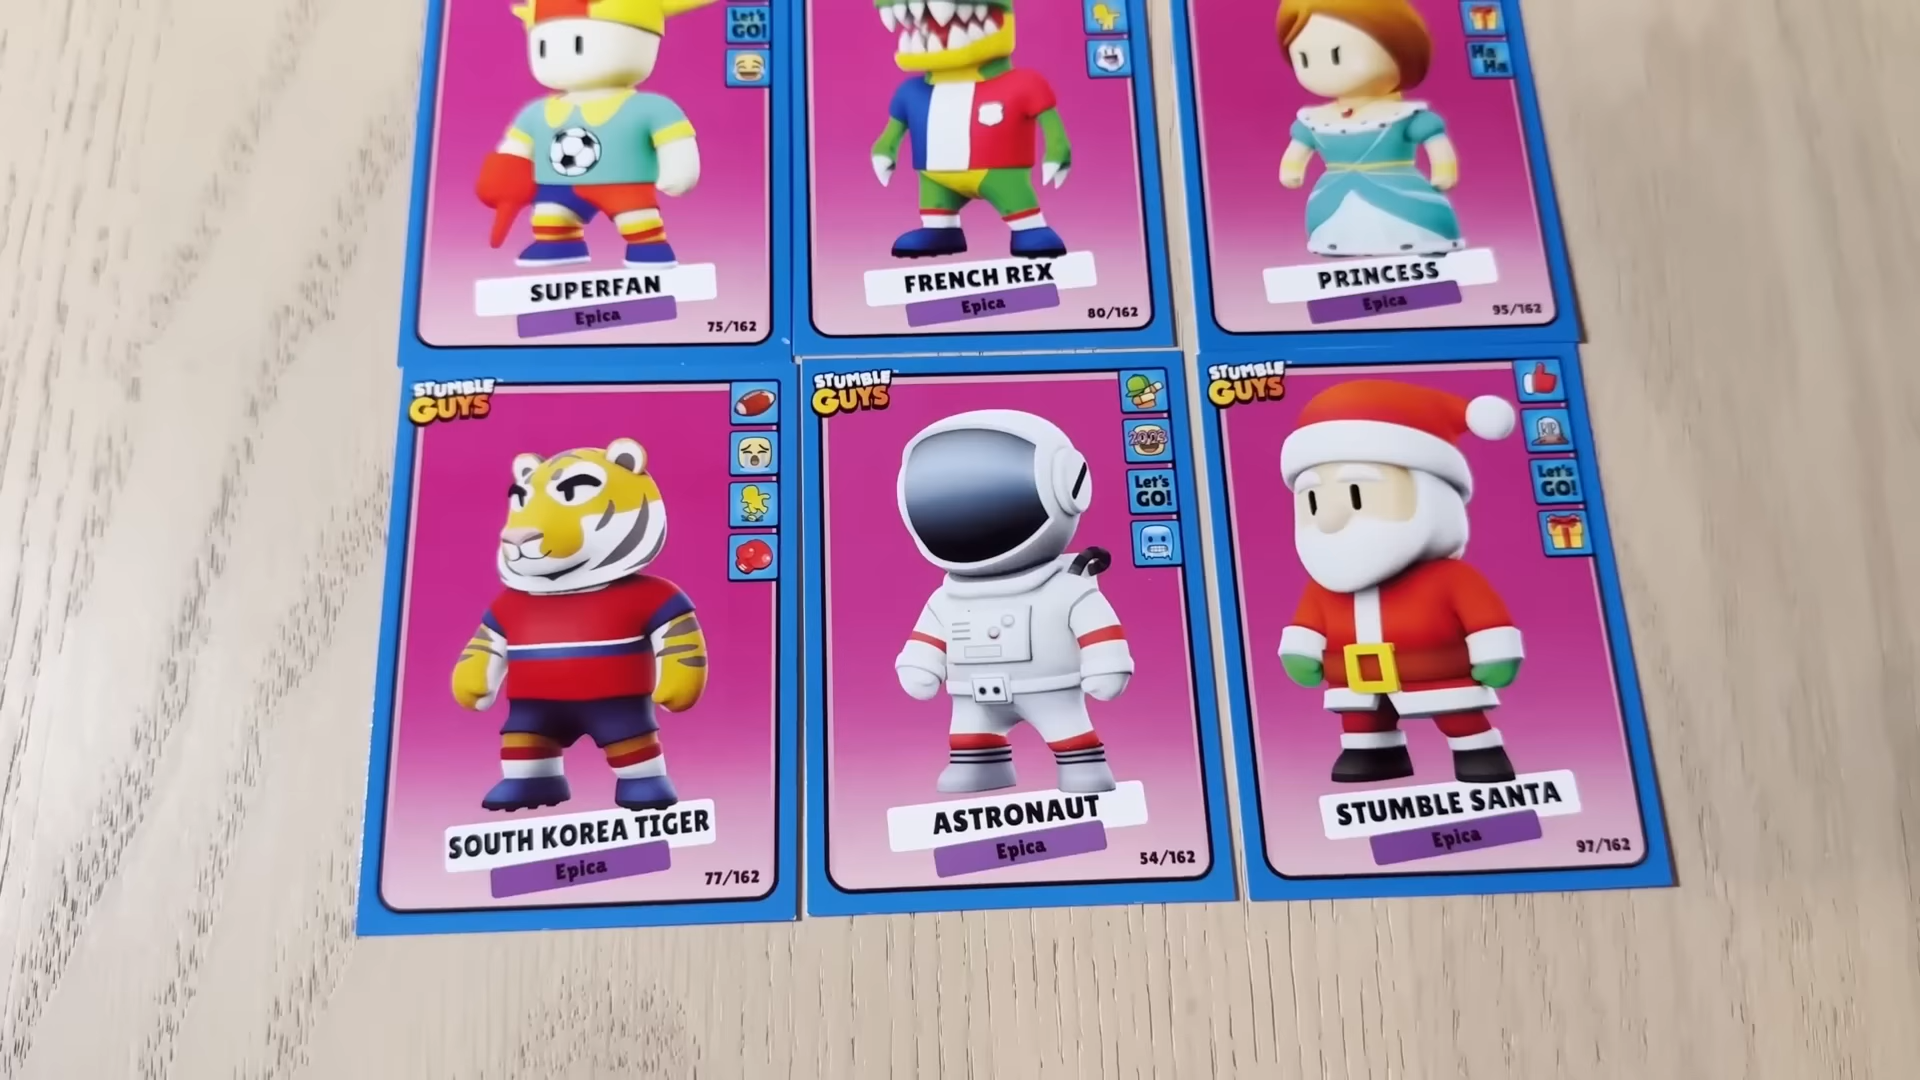 Let's
GO!
SUPERFAN
Epica
75/162
FRENCH REX
Epica
80/162
Ha
Ha
PRINCESS
Epica
95/162
STUMBLE
GUYS
SOUTH KOREA TIGER
Epica
77/162
STUMBLE
GUYS
Let's
GO!
ASTRONAUT
Epica
54/162
STUMBLE
GUYS
RIP
Let's
GO!
STUMBLE SANTA
Epica
97/162